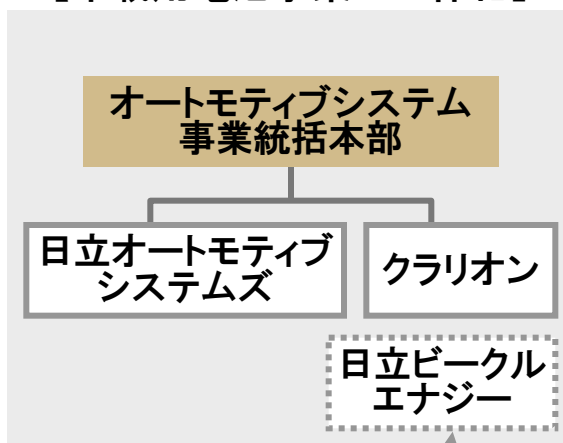 オートモティブシステム
事業統括本部
日立オートモティブ
システムズ
クラリオン
日立ビークル
エナジー